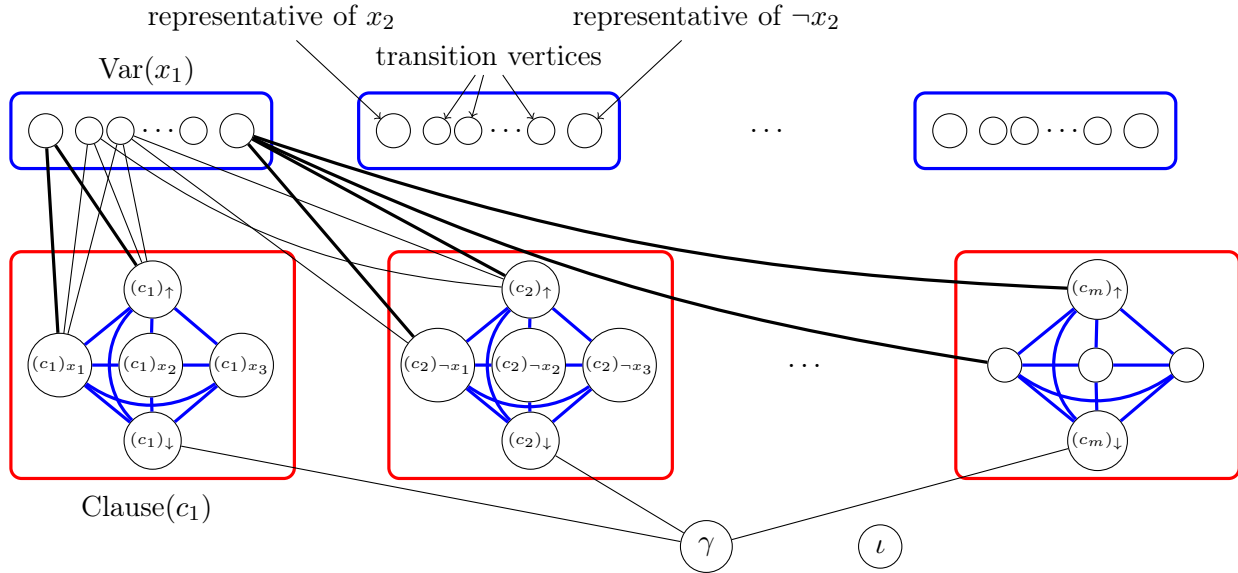 representative of x₂ representative of ¬x₂
transition vertices
Var(x₁)
··· ··· ···
···
(c₁)↑ (c₂)↑ (cₘ)↑
(c₁)ₓ₁ (c₁)ₓ₂ (c₁)ₓ₃ (c₂)¬x₁ (c₂)¬x₂ (c₂)¬x₃ ···
(c₁)↓ (c₂)↓ (cₘ)↓
Clause(c₁)
γ ι